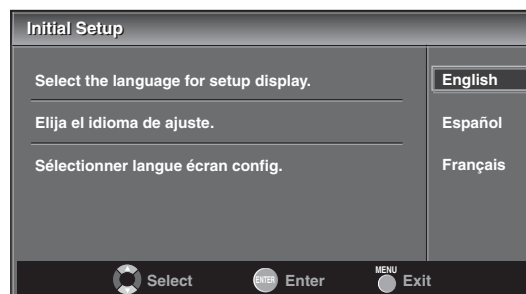 Initial Setup
Select the language for setup display.
Elija el idioma de ajuste.
Sélectionner langue écran config.
English
Español
Français
Select
ENTER Enter
MENU Exit